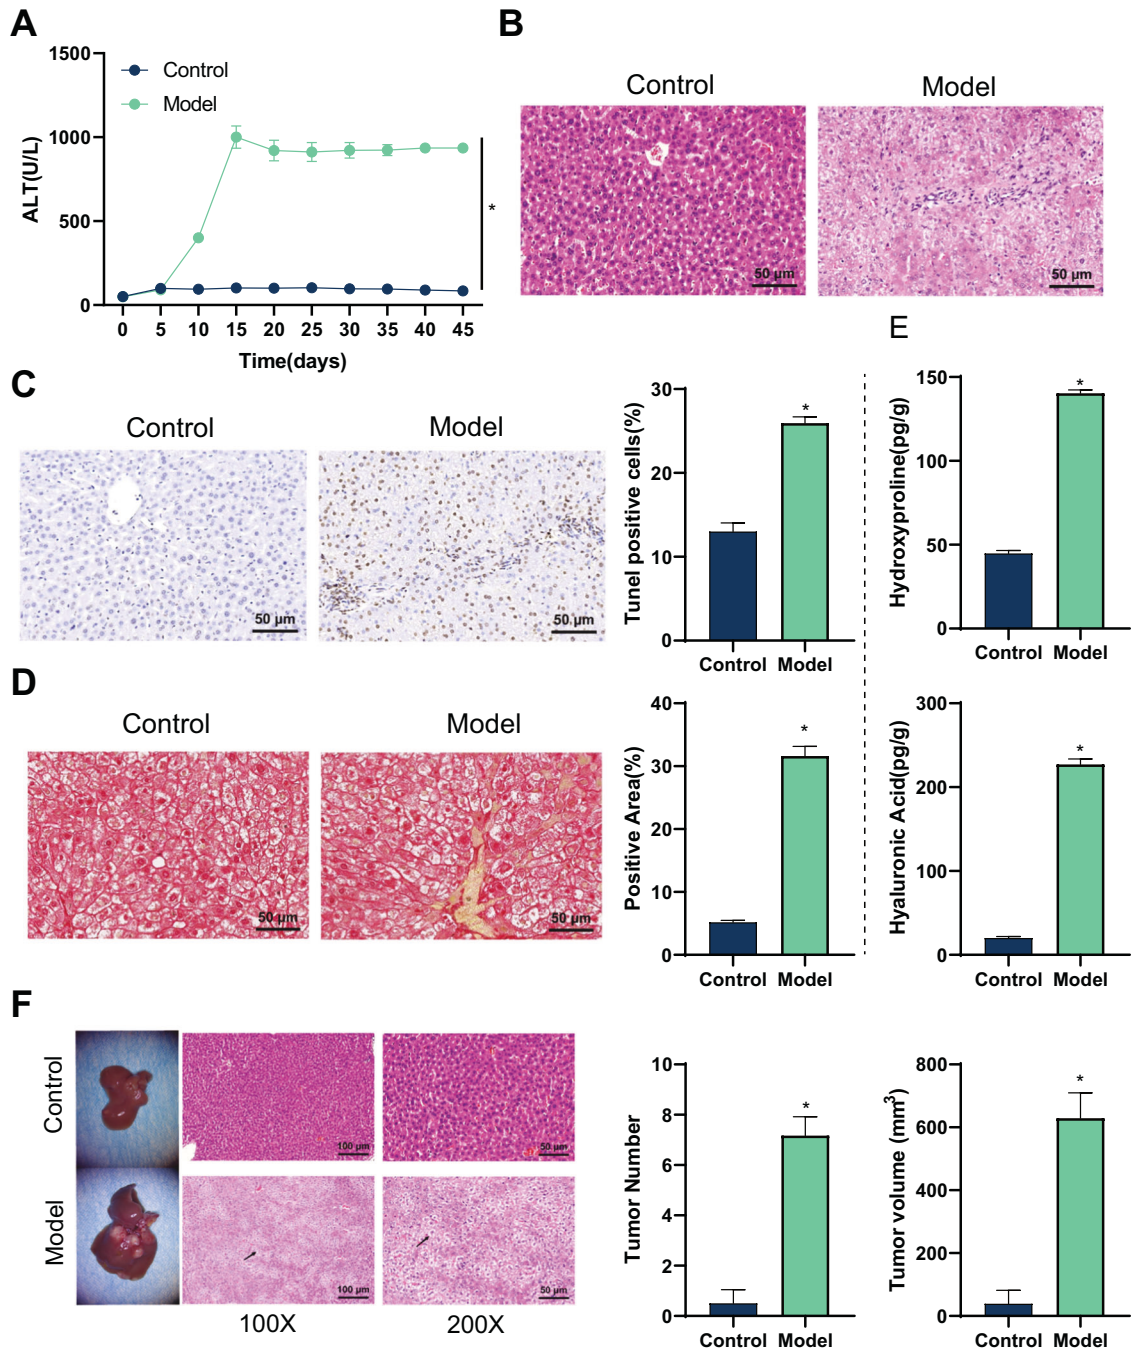 A
1500
1000
500
0
ALT(U/L)
Control
Model
*
0 5 10 15 20 25 30 35 40 45
Time(days)
B
Control
Model
50 µm
50 µm
C
Control
Model
50 µm
50 µm
30
20
10
0
Tunel positive cells(%)
*
Control Model
E
150
100
50
0
Hydroxyproline(pg/g)
*
Control Model
D
Control
Model
50 µm
50 µm
40
30
20
10
0
Positive Area(%)
*
Control Model
300
200
100
0
Hyaluronic Acid(pg/g)
*
Control Model
F
Control
100 µm
50 µm
Model
100 µm
50 µm
100X
200X
10
8
6
4
2
0
Tumor Number
*
Control Model
800
600
400
200
0
Tumor volume (mm³)
*
Control Model